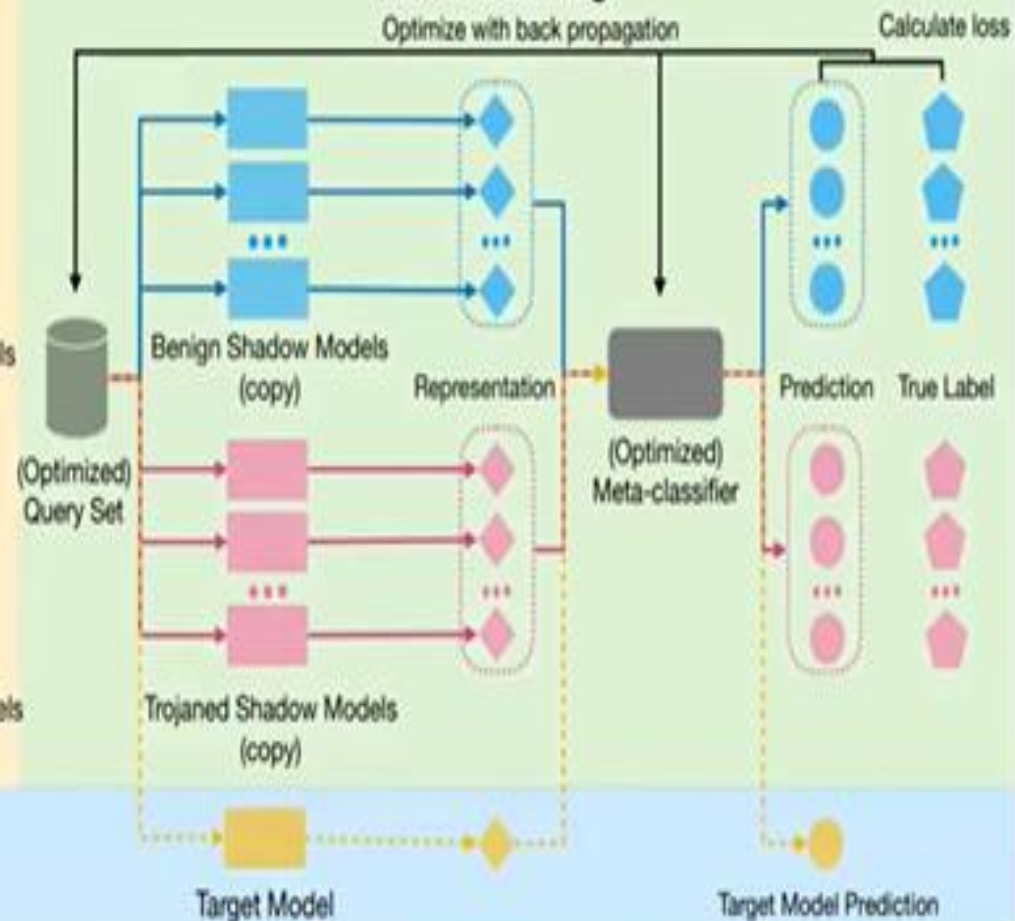 Optimize with back propagation
Calculate loss
Benign Shadow Models
(copy)
Representation
Prediction
True Label
(Optimized)
Query Set
(Optimized)
Meta-classifier
Trojaned Shadow Models
(copy)
Target Model
Target Model Prediction